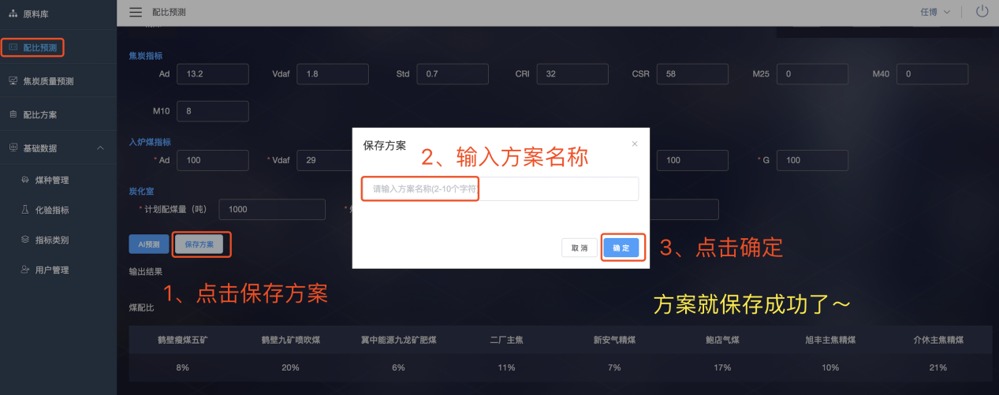 原料库
配比预测
任博
配比预测
焦炭质量预测
配比方案
基础数据
煤种管理
化验指标
指标类别
用户管理
焦炭指标
Ad 13.2 Vdaf 1.8 Std 0.7 CRI 32 CSR 58 M25 0 M40 0
M10 8
入炉煤指标
* Ad 100 * Vdaf 29 100 * G 100
炭化室
* 计划配煤量（吨） 1000 *
AI预测 保存方案
保存方案 ×
2、输入方案名称
请输入方案名称(2-10个字符)
取消 确定
3、点击确定
输出结果
1、点击保存方案
煤配比
方案就保存成功了～
鹤壁瘦煤五矿 鹤壁九矿喷吹煤 冀中能源九龙矿肥煤 二厂主焦 新安气精煤 鲍店气煤 旭丰主焦精煤 介休主焦精煤
8% 20% 6% 11% 7% 17% 10% 21%